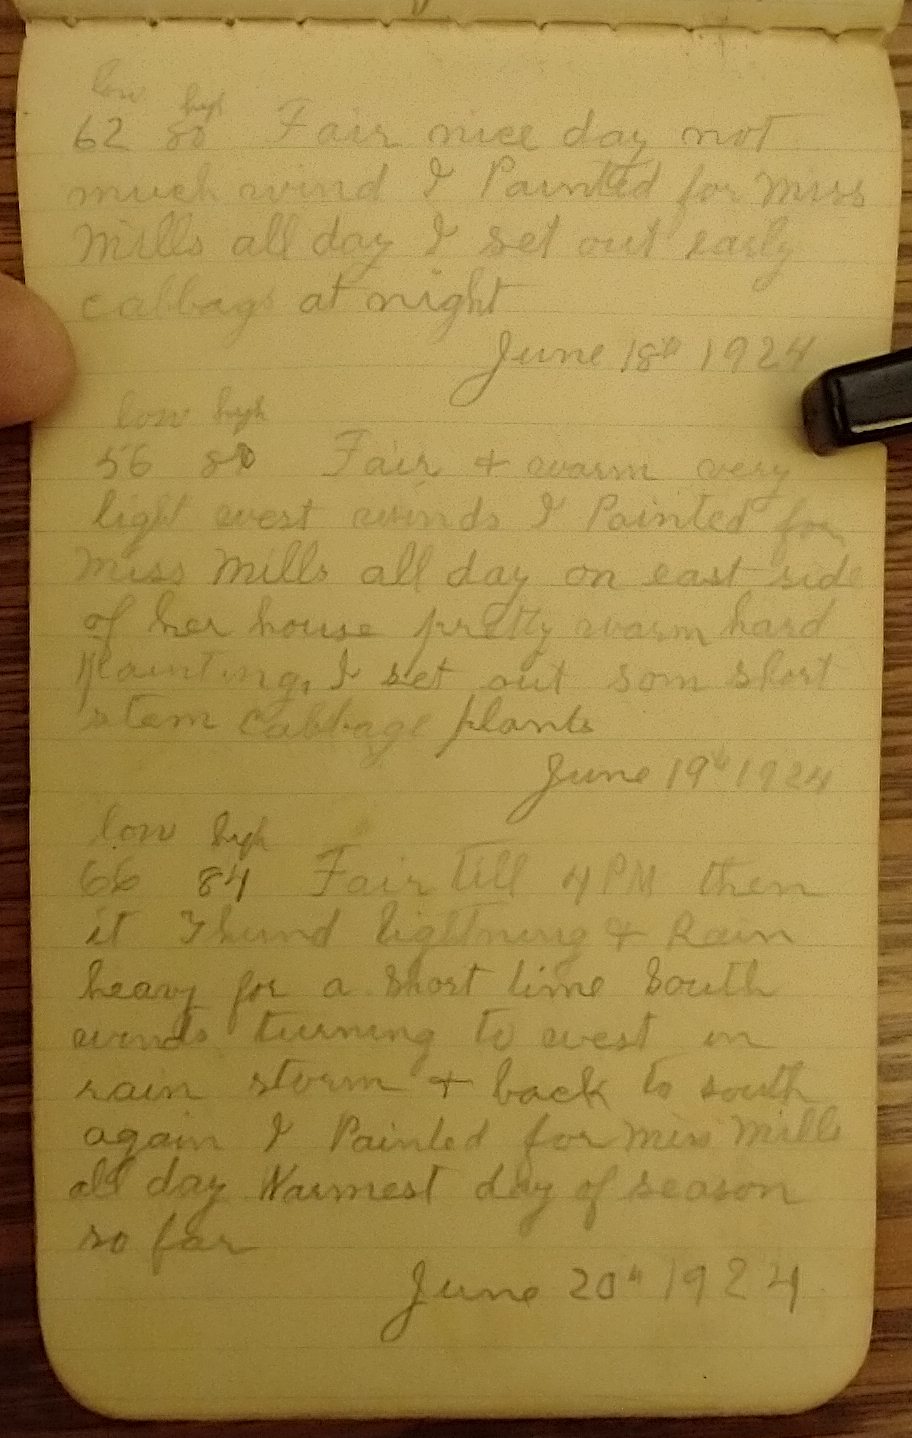 low high
62 80 Fair nice day not
much wind I Painted for Miss
Mills all day I set out early
cabbags at night
June 18th 1924
low high
56 80 Fair + warm very
light west winds I Painted for
Miss Mills all day on east side
of her house pretty warm hard
Painting, I set out som short
stem cabbage plants
June 19th 1924
low high
66 84 Fair till 4 PM then
it Thund lightning + Rain
heavy for a short time South
winds turning to west in
rain storm + back to south
again I Painted for Miss Mills
all day Warmest day of season
so far
June 20th 1924